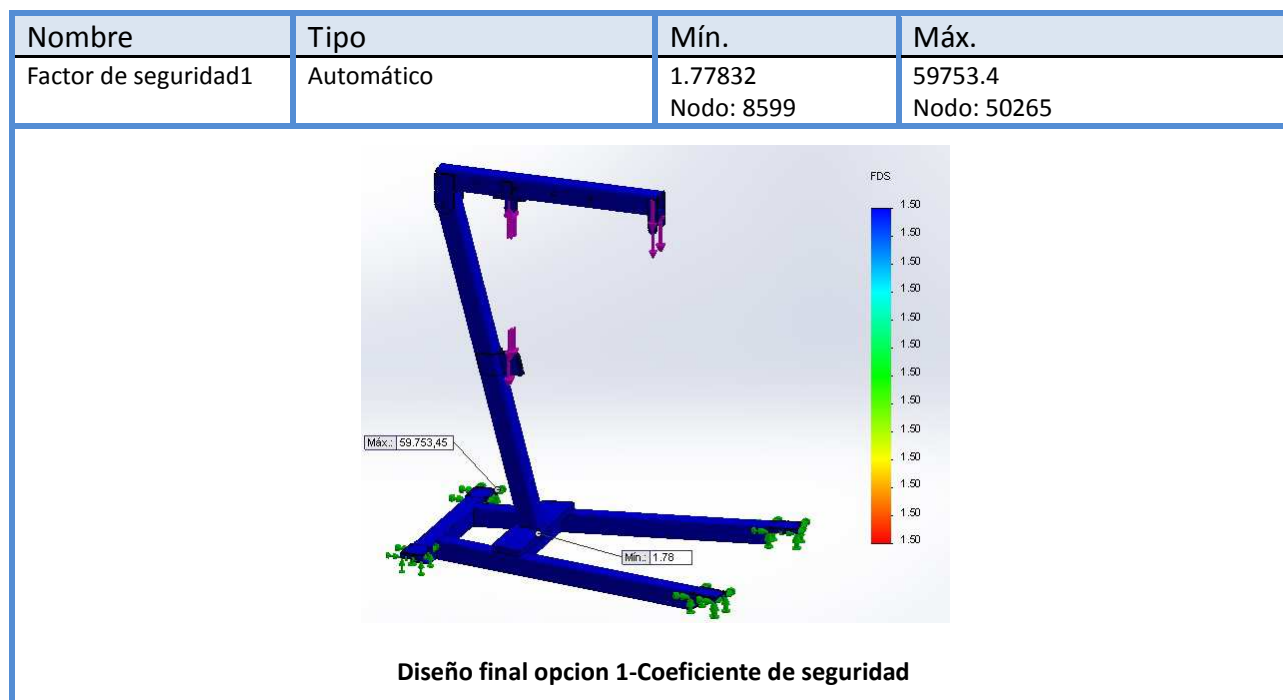 Nombre Tipo Mín. Máx.
Factor de seguridad1 Automático 1.77832 59753.4
Nodo: 8599 Nodo: 50265
FDS
1.50
1.50
1.50
1.50
1.50
1.50
1.50
1.50
1.50
1.50
1.50
1.50
1.50
Máx.: 59.753,45
Mín.: 1.78
Diseño final opcion 1-Coeficiente de seguridad